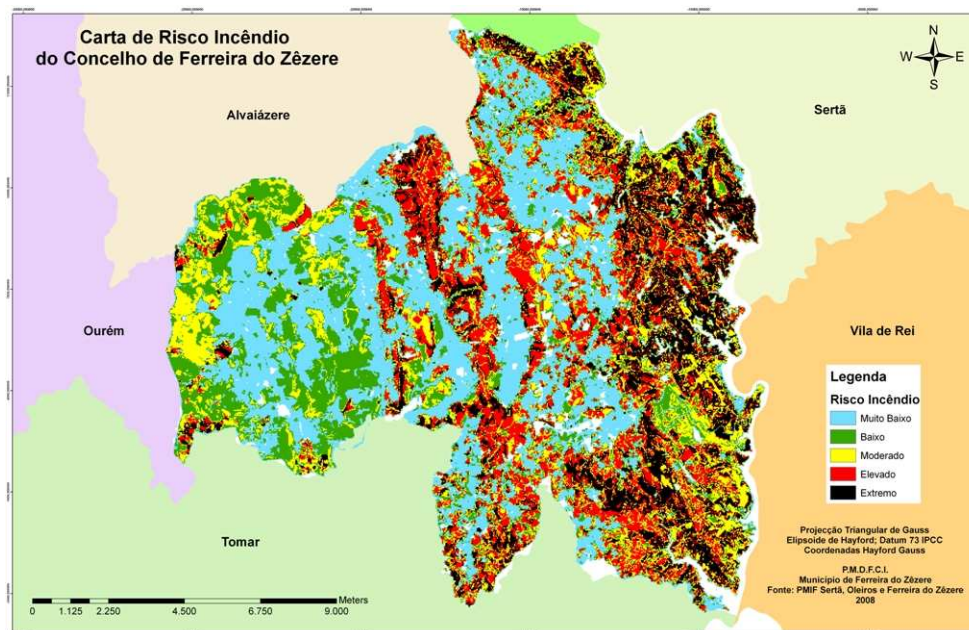 Carta de Risco Incêndio
do Concelho de Ferreira do Zêzere
N
W E
S
Alvaiázere
Sertã
Ourém
Vila de Rei
Tomar
Legenda
Risco Incêndio
Muito Baixo
Baixo
Moderado
Elevado
Extremo
Projecção Triangular de Gauss
Elipsoide de Hayford; Datum 73 IPCC
Coordenadas Hayford Gauss
P.M.D.F.C.I.
Município de Ferreira do Zêzere
Fonte: PMIF Sertã, Oleiros e Ferreira do Zêzere
2008
Meters
0 1.125 2.250 4.500 6.750 9.000